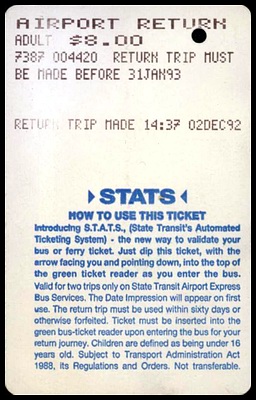 AIRPORT RETURN
ADULT $8.00
7387 004420 RETURN TRIP MUST
BE MADE BEFORE 31JAN93
RETURN TRIP MADE 14:37 02DEC92
STATS
HOW TO USE THIS TICKET
Introducing S.T.A.T.S., (State Transit's Automated
Ticketing System) - the new way to validate your
bus or ferry ticket. Just dip this ticket, with the
arrow facing you and pointing down, into the top of
the green ticket reader as you enter the bus.
Valid for two trips only on State Transit Airport Express
Bus Services. The Date Impression will appear on first
use. The return trip must be used within sixty days or
otherwise forfeited. Ticket must be inserted into the
green bus-ticket reader upon entering the bus for your
return journey. Children are defined as being under 16
years old. Subject to Transport Administration Act
1988, its Regulations and Orders. Not transferable.